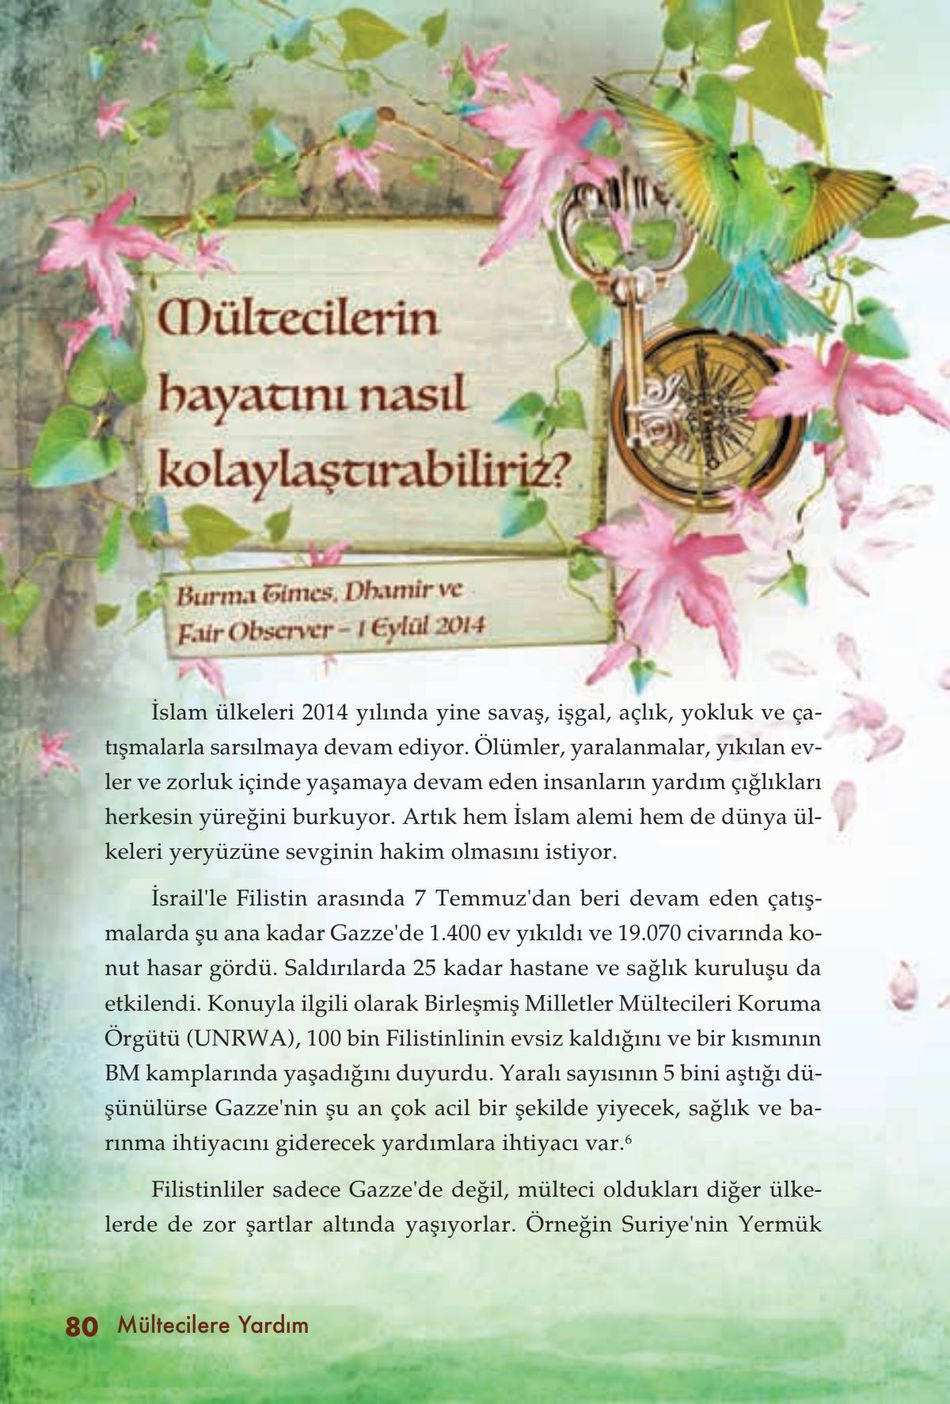 Mültecilerin
hayatını nasıl
kolaylaştırabiliriz?
Burma Times, Dhamir ve
Fair Observer – 1 Eylül 2014
İslam ülkeleri 2014 yılında yine savaş, işgal, açlık, yokluk ve ça-
tışmalarla sarsılmaya devam ediyor. Ölümler, yaralanmalar, yıkılan ev-
ler ve zorluk içinde yaşamaya devam eden insanların yardım çığlıkları
herkesin yüreğini burkuyor. Artık hem İslam alemi hem de dünya ül-
keleri yeryüzüne sevginin hakim olmasını istiyor.
İsrail'le Filistin arasında 7 Temmuz'dan beri devam eden çatış-
malarda şu ana kadar Gazze'de 1.400 ev yıkıldı ve 19.070 civarında ko-
nut hasar gördü. Saldırılarda 25 kadar hastane ve sağlık kuruluşu da
etkilendi. Konuyla ilgili olarak Birleşmiş Milletler Mültecileri Koruma
Örgütü (UNRWA), 100 bin Filistinlinin evsiz kaldığını ve bir kısmının
BM kamplarında yaşadığını duyurdu. Yaralı sayısının 5 bini aştığı dü-
şünülürse Gazze'nin şu an çok acil bir şekilde yiyecek, sağlık ve ba-
rınma ihtiyacını giderecek yardımlara ihtiyacı var.⁶
Filistinliler sadece Gazze'de değil, mülteci oldukları diğer ülke-
lerde de zor şartlar altında yaşıyorlar. Örneğin Suriye'nin Yermük
80 Mültecilere Yardım